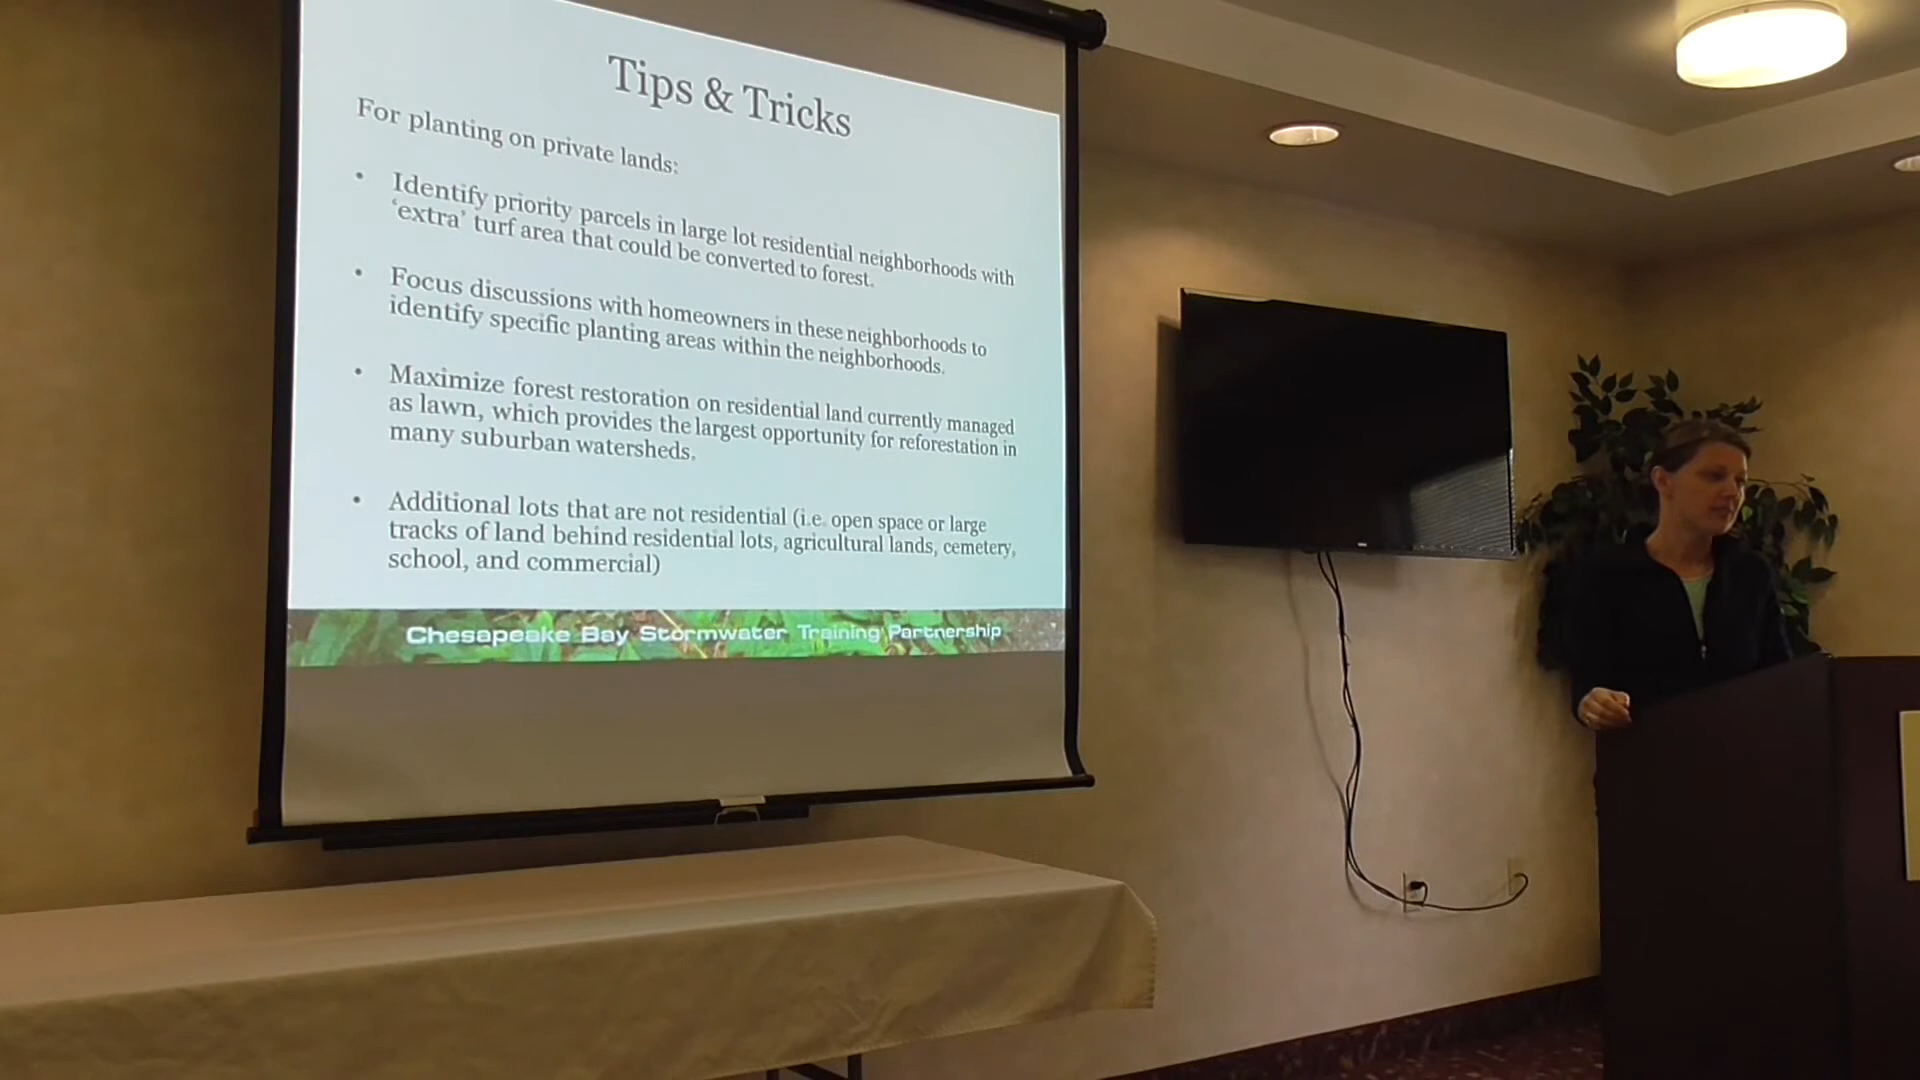 Tips & Tricks
For planting on private lands:
• Identify priority parcels in large lot residential neighborhoods with
‘extra’ turf area that could be converted to forest.
• Focus discussions with homeowners in these neighborhoods to
identify specific planting areas within the neighborhoods.
• Maximize forest restoration on residential land currently managed
as lawn, which provides the largest opportunity for reforestation in
many suburban watersheds.
• Additional lots that are not residential (i.e. open space or large
tracks of land behind residential lots, agricultural lands, cemetery,
school, and commercial)
Chesapeake Bay Stormwater Training Partnership